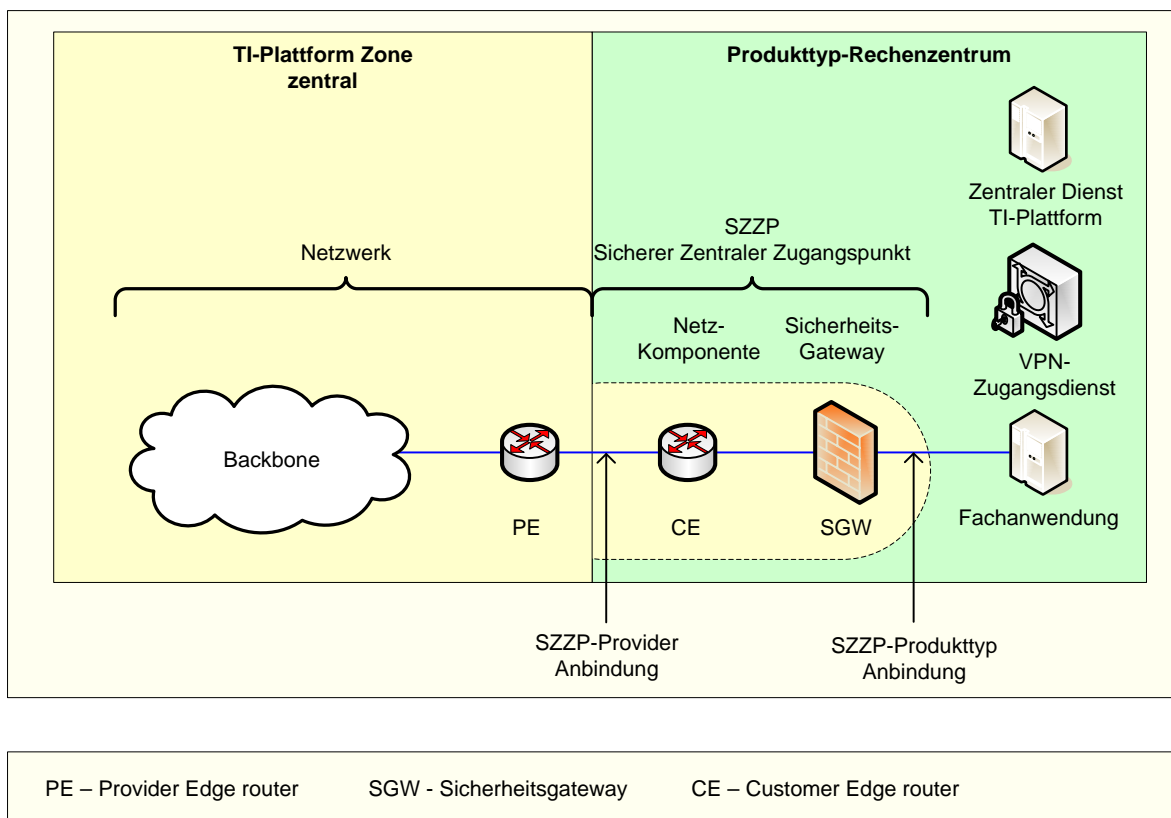 TI-Plattform Zone
zentral
Produkttyp-Rechenzentrum
Zentraler Dienst
TI-Plattform
Netzwerk
SZZP
Sicherer Zentraler Zugangspunkt
Netz-
Komponente
Sicherheits-
Gateway
VPN-
Zugangsdienst
Backbone
PE
CE
SGW
Fachanwendung
SZZP-Provider
Anbindung
SZZP-Produkttyp
Anbindung
PE – Provider Edge router
SGW - Sicherheitsgateway
CE – Customer Edge router